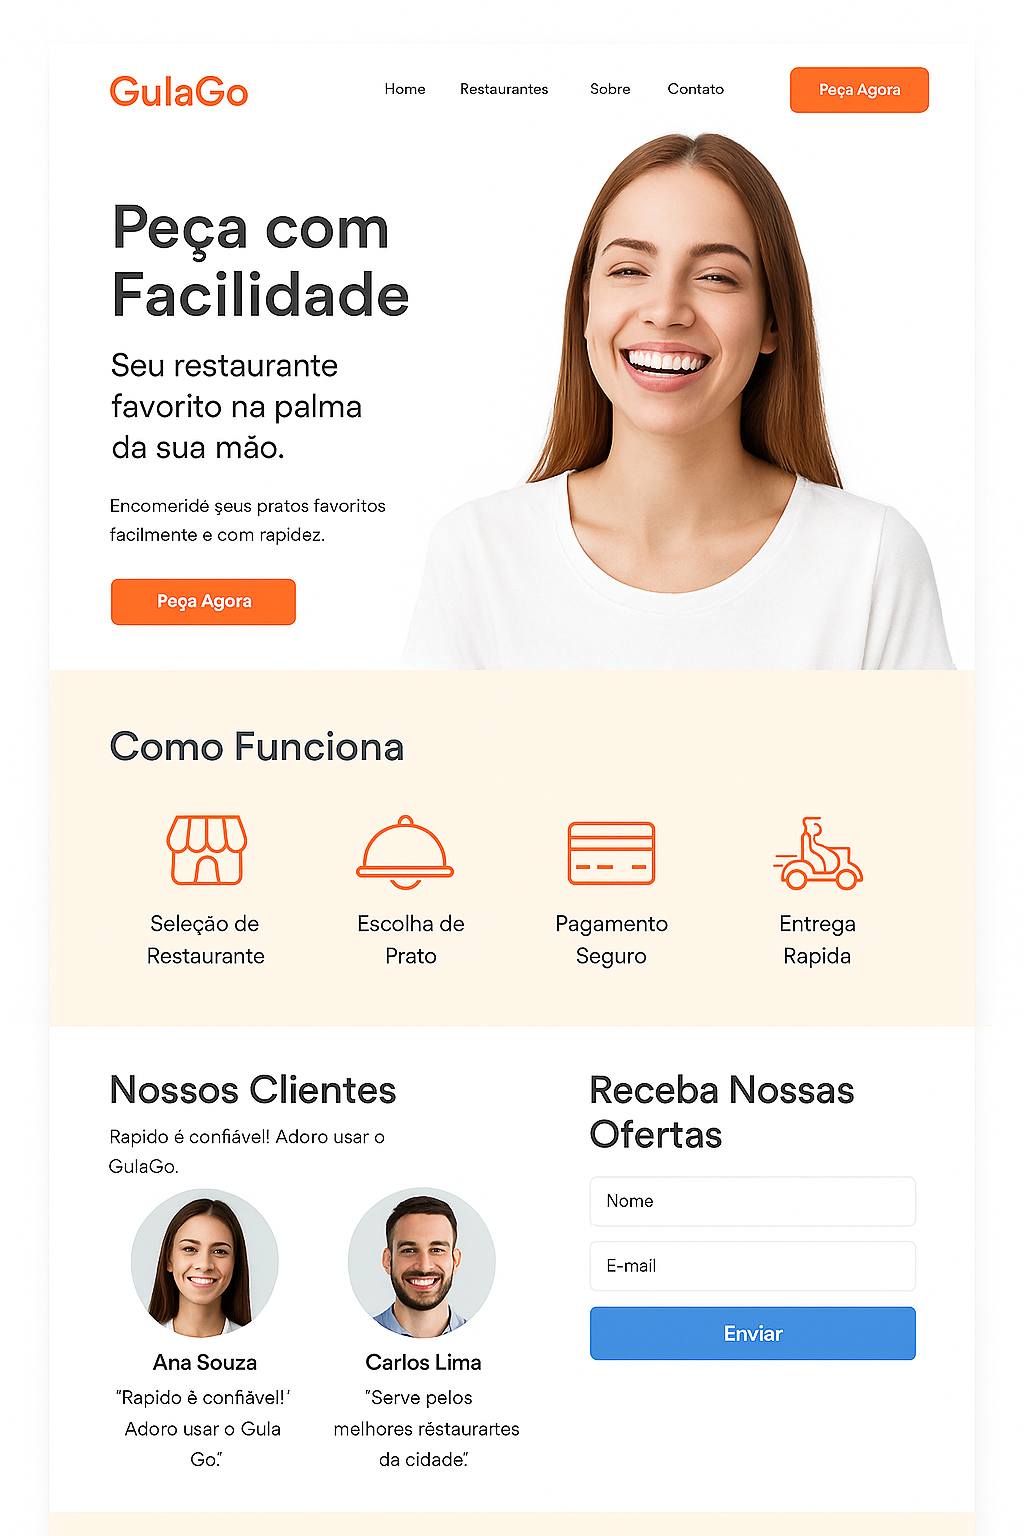 GulaGo
Home Restaurantes Sobre Contato
Peça Agora
Peça com
Facilidade
Seu restaurante
favorito na palma
da sua mão.
Encomeridé şeus pratos favoritos
facilmente e com rapidez.
Peça Agora
Como Funciona
Seleção de
Restaurante
Escolha de
Prato
Pagamento
Seguro
Entrega
Rapida
Nossos Clientes
Rapido é confiável! Adoro usar o
GulaGo.
Ana Souza
"Rapido è confiăvel!'
Adoro usar o Gula
Go."
Carlos Lima
"Serve pelos
melhores rĕstaurartes
da cidade."
Receba Nossas
Ofertas
Nome
E-mail
Enviar